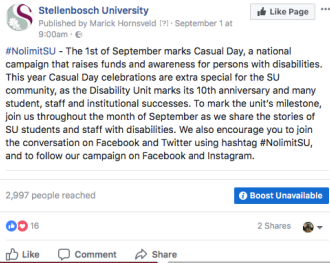 Stellenbosch University
Like Page
Published by Marick Hornsveld [?] · September 1 at
9:00am ·
#NolimitSU - The 1st of September marks Casual Day, a national
campaign that raises funds and awareness for persons with disabilities.
This year Casual Day celebrations are extra special for the SU
community, as the Disability Unit marks its 10th anniversary and many
student, staff and institutional successes. To mark the unit's milestone,
join us throughout the month of September as we share the stories of
SU students and staff with disabilities. We also encourage you to join
the conversation on Facebook and Twitter using hashtag #NolimitSU,
and to follow our campaign on Facebook and Instagram.
2,997 people reached
Boost Unavailable
16
2 Shares
Like Comment Share